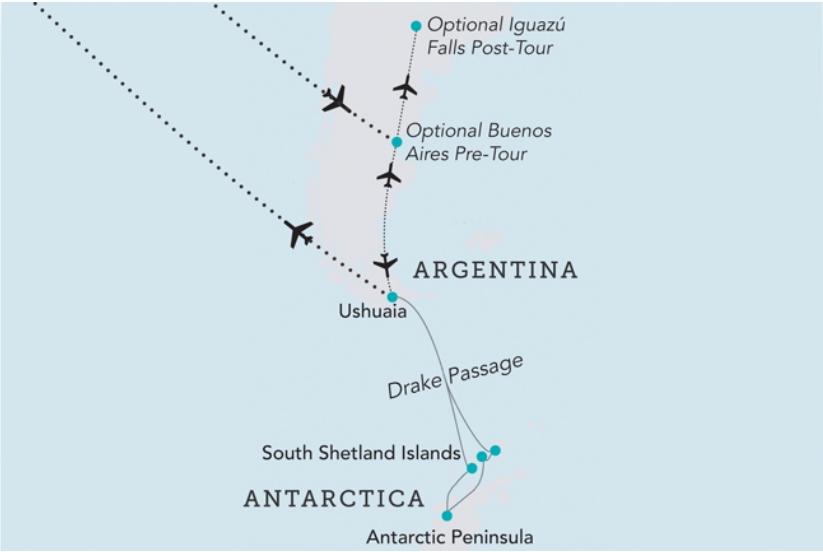 Optional Iguazú
Falls Post-Tour
Optional Buenos
Aires Pre-Tour
ARGENTINA
Ushuaia
Drake Passage
South Shetland Islands
ANTARCTICA
Antarctic Peninsula